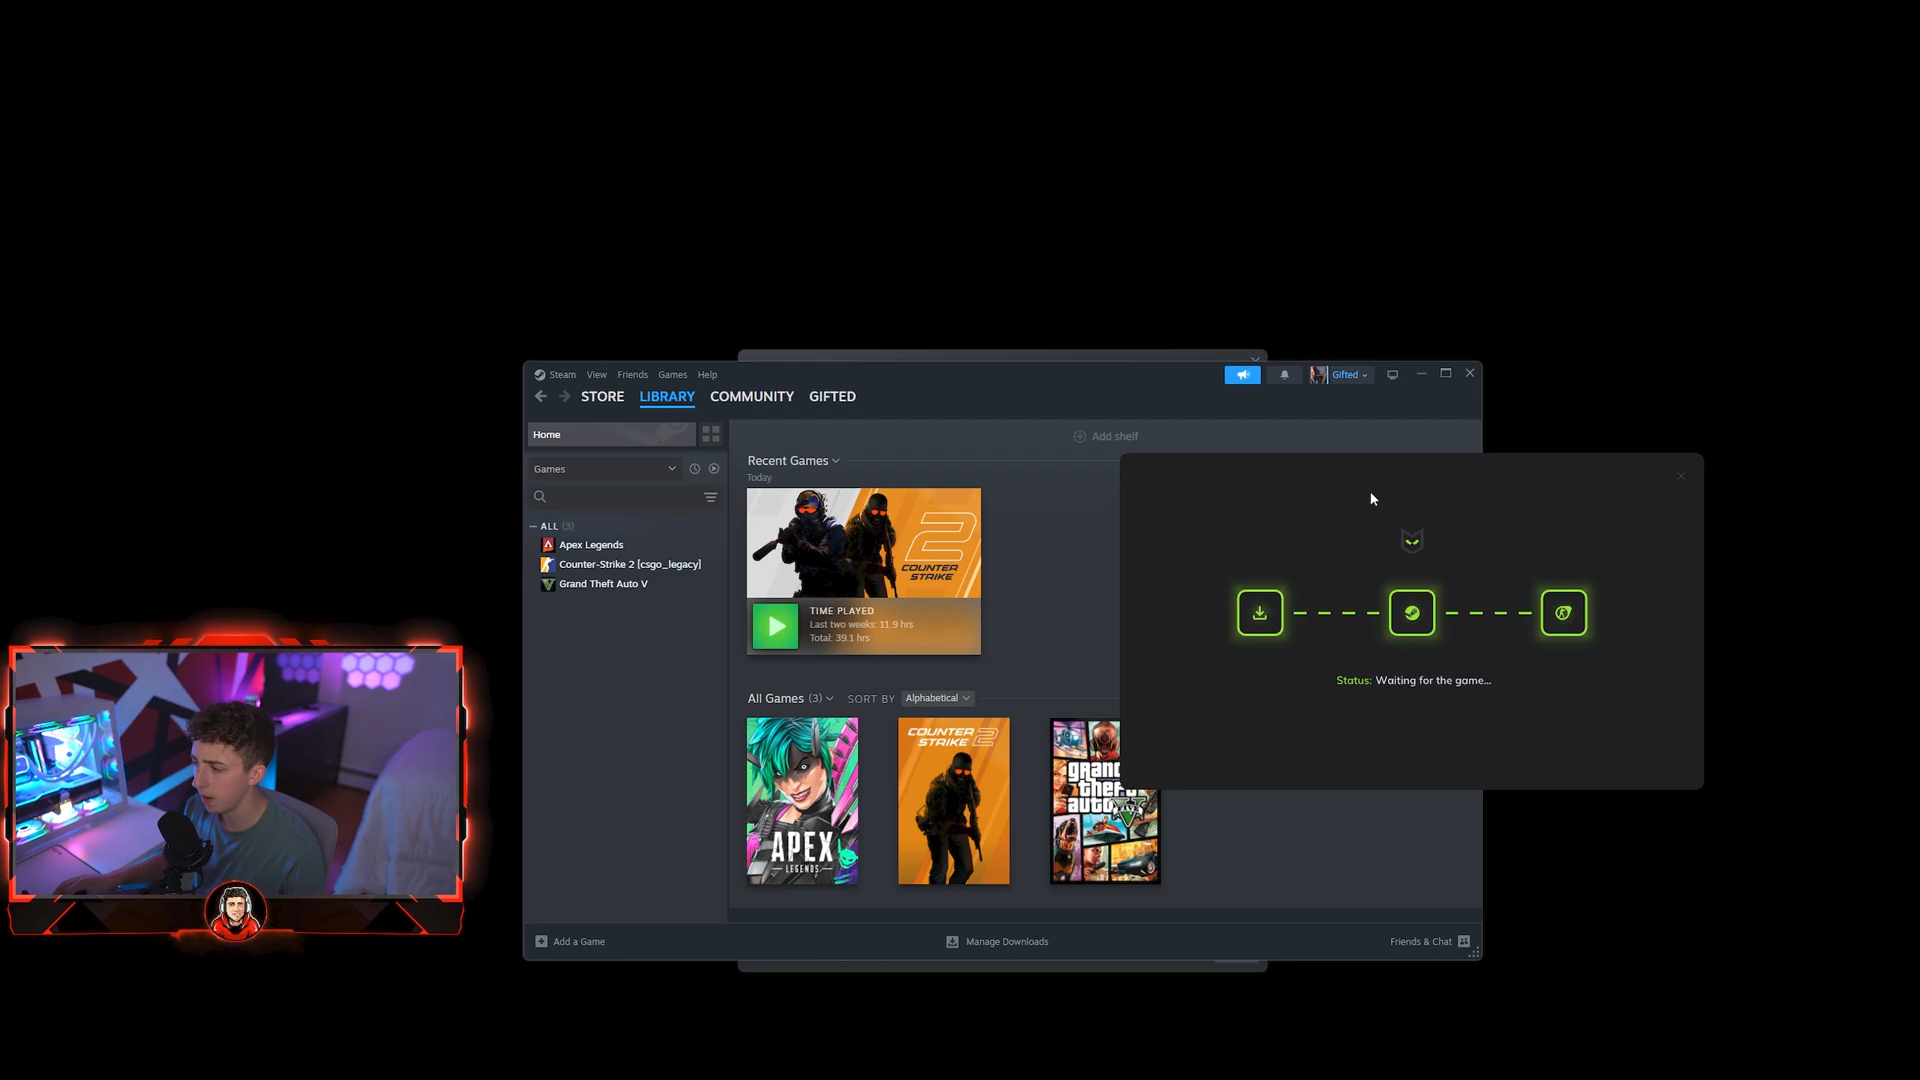 Steam View Friends Games Help
Gifted
STORE LIBRARY COMMUNITY GIFTED
Home
Add shelf
Games
Recent Games
Today
ALL (3)
Apex Legends
Counter-Strike 2 [csgo_legacy]
Grand Theft Auto V
2
COUNTER
STRIKE
TIME PLAYED
Last two weeks: 11.9 hrs
Total: 39.1 hrs
All Games (3) SORT BY Alphabetical
APEX
LEGENDS
COUNTER
STRIKE 2
Status: Waiting for the game...
Add a Game
Manage Downloads
Friends & Chat